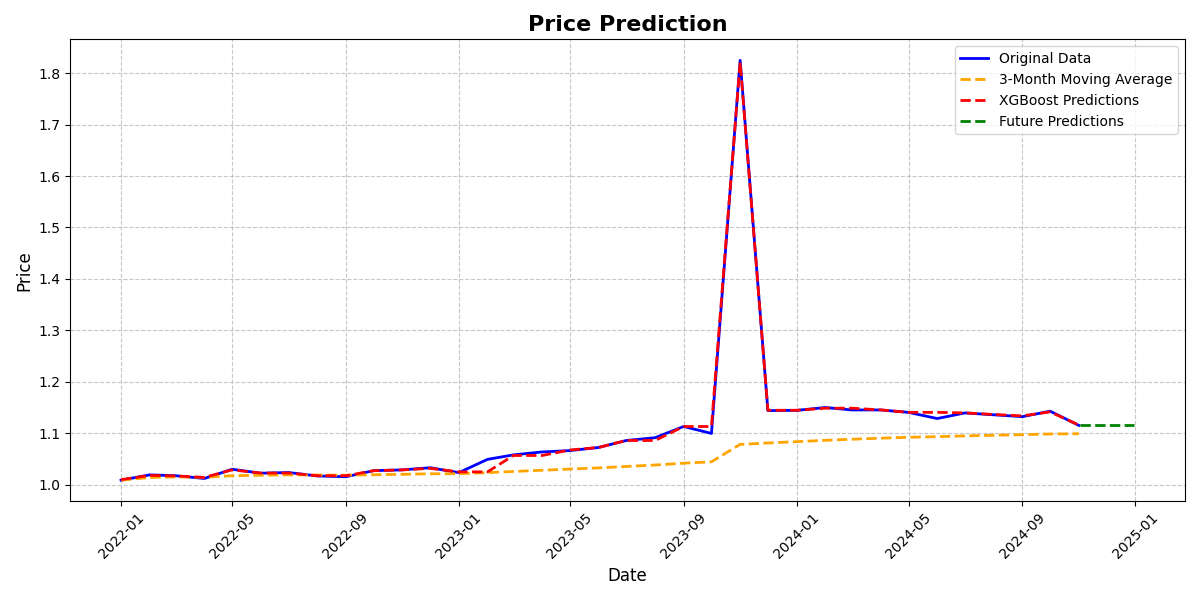 Price Prediction
Original Data
3-Month Moving Average
XGBoost Predictions
Future Predictions
Price
1.8
1.7
1.6
1.5
1.4
1.3
1.2
1.1
1.0
2022-01
2022-05
2022-09
2023-01
2023-05
2023-09
2024-01
2024-05
2024-09
2025-01
Date